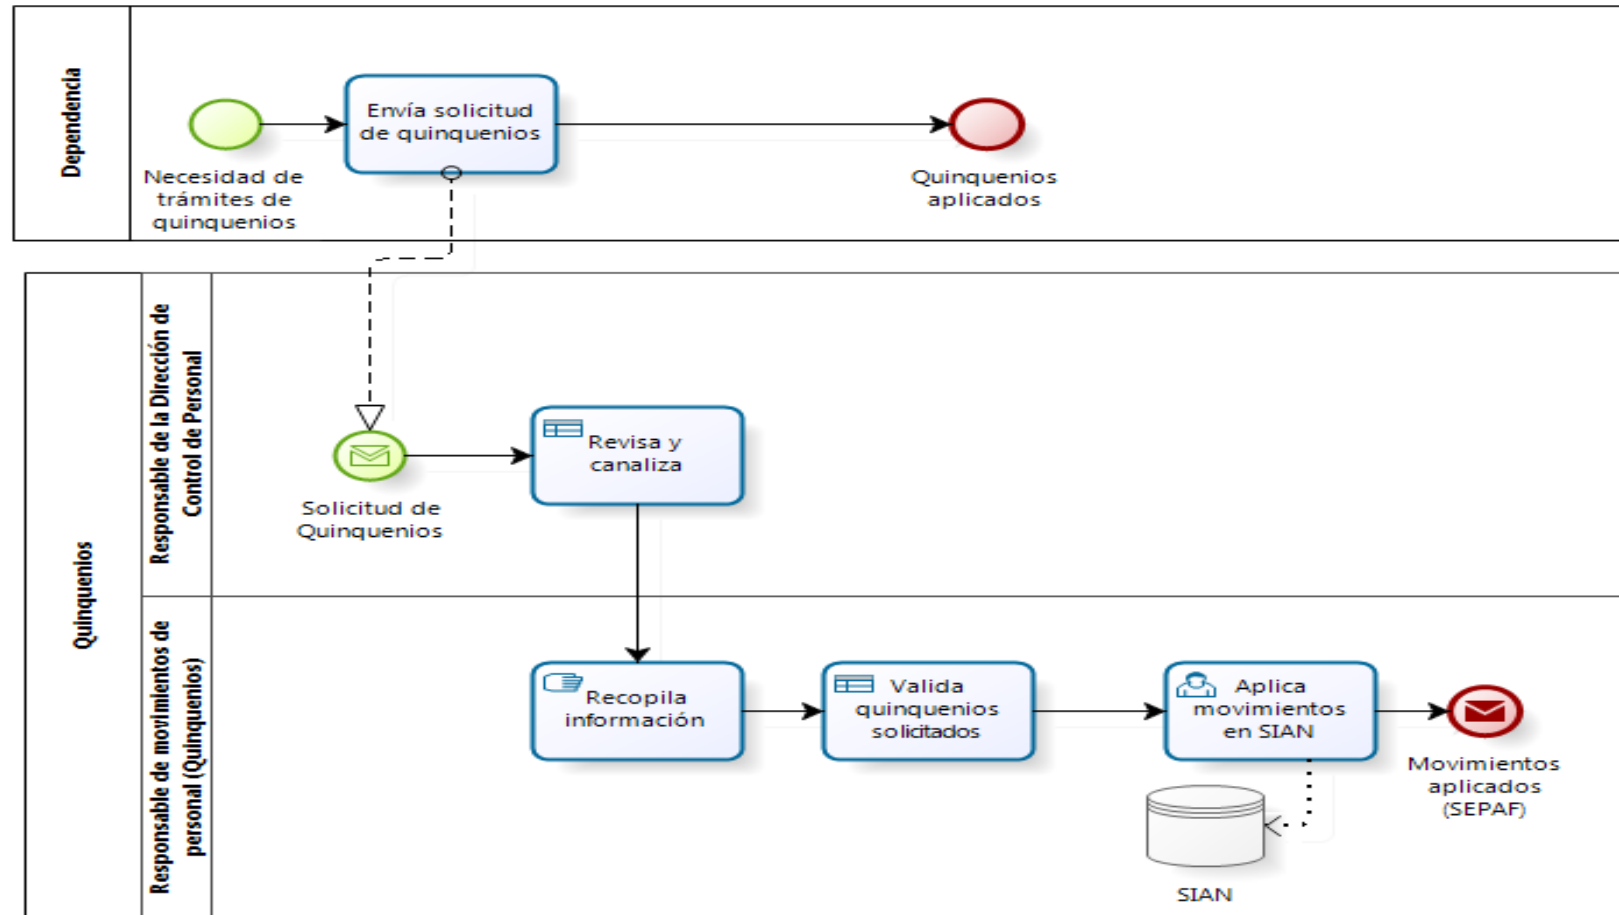 Dependencia
Envía solicitud
de quinquenios
Necesidad de
trámites de
quinquenios
Quinquenios
aplicados
Quinquenios
Responsable de la Dirección de
Control de Personal
Revisa y
canaliza
Solicitud de
Quinquenios
Responsable de movimientos de
personal (Quinquenios)
Recopila
información
Valida
quinquenios
solicitados
Aplica
movimientos
en SIAN
Movimientos
aplicados
(SEPAF)
SIAN